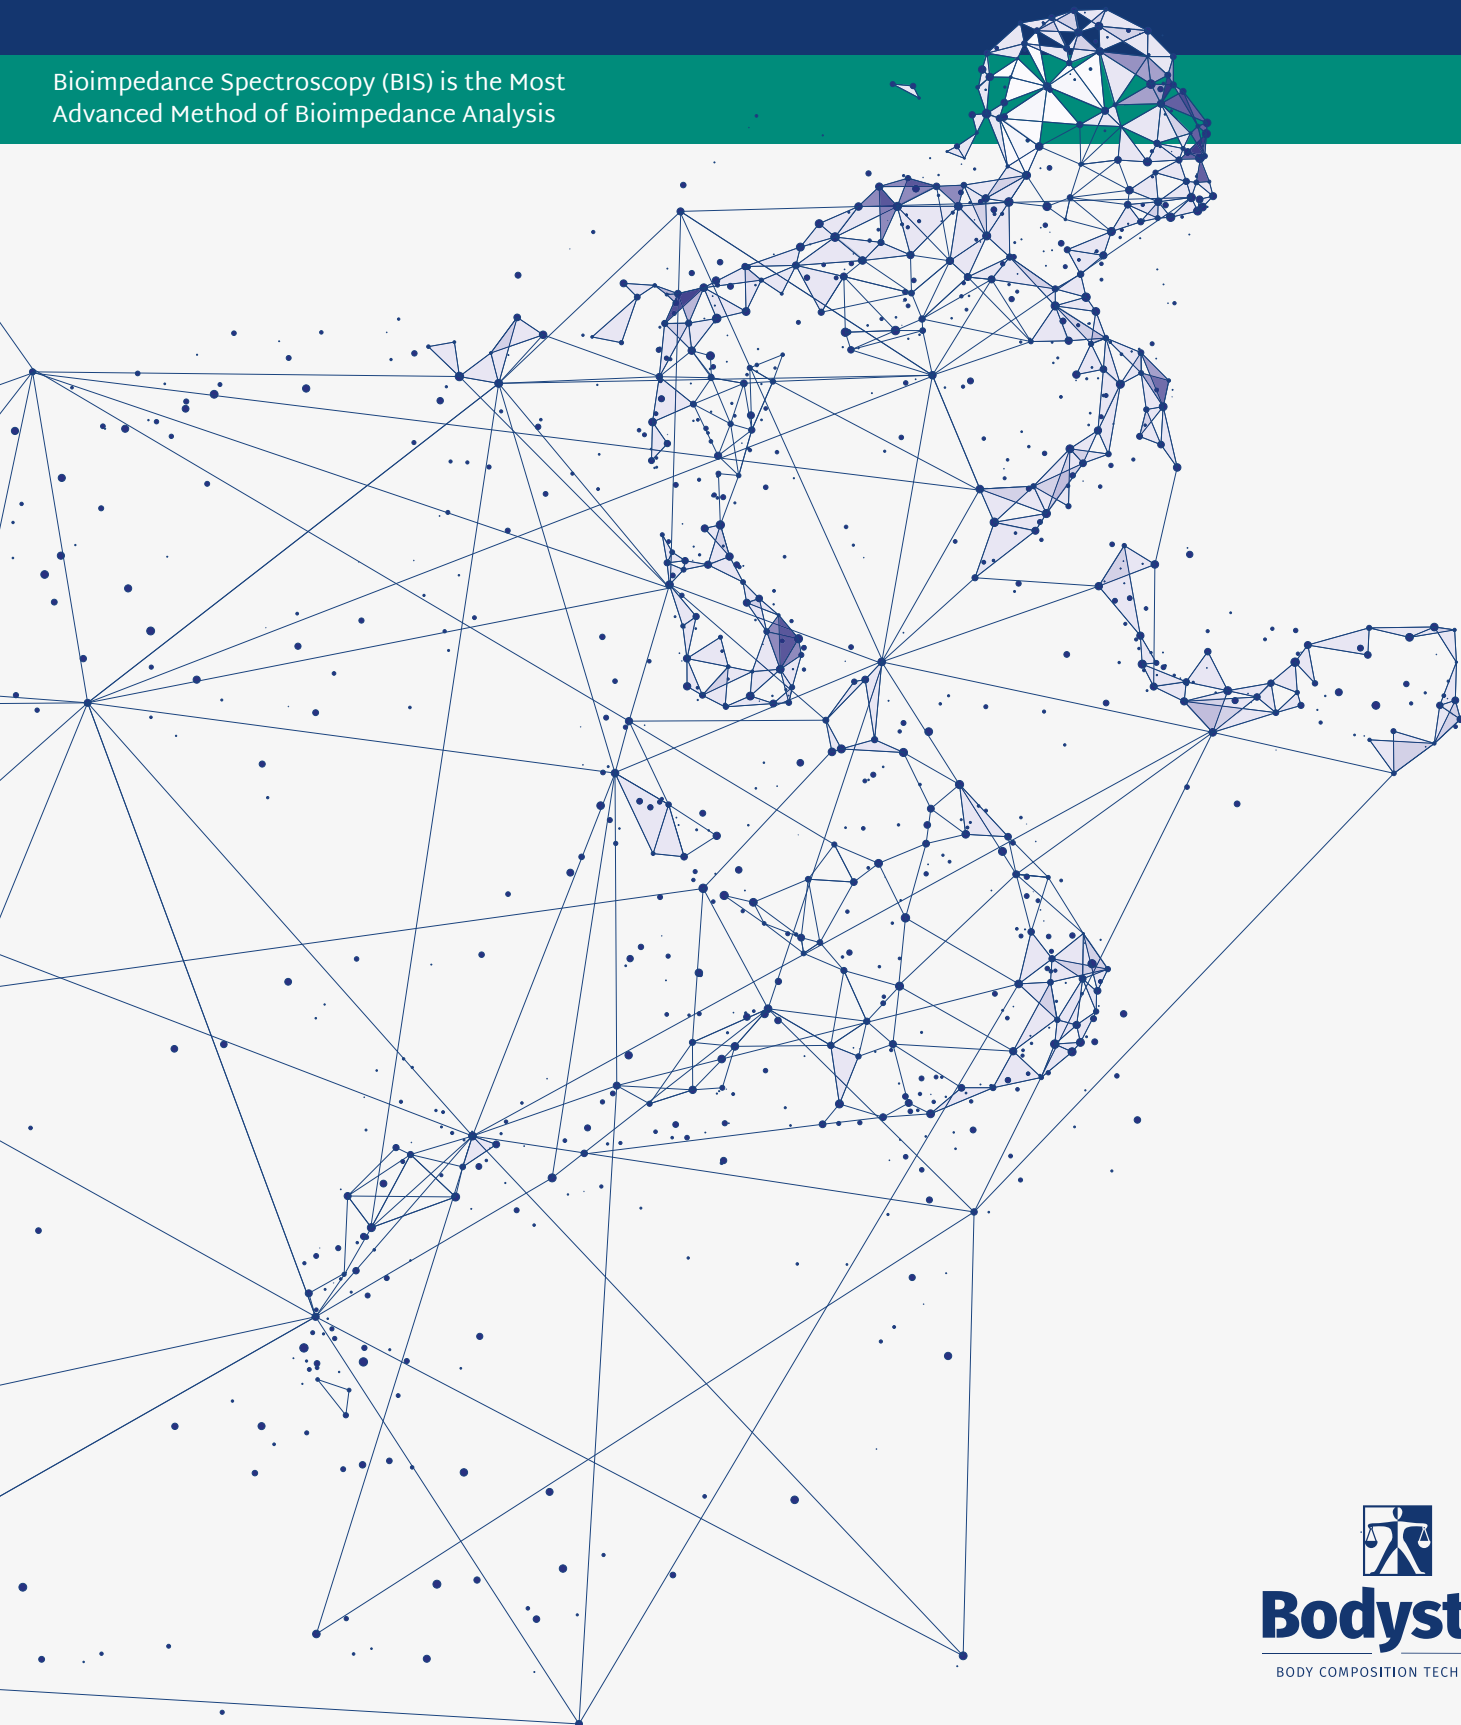 Bioimpedance Spectroscopy (BIS) is the Most
Advanced Method of Bioimpedance Analysis
Bodyst
BODY COMPOSITION TECH